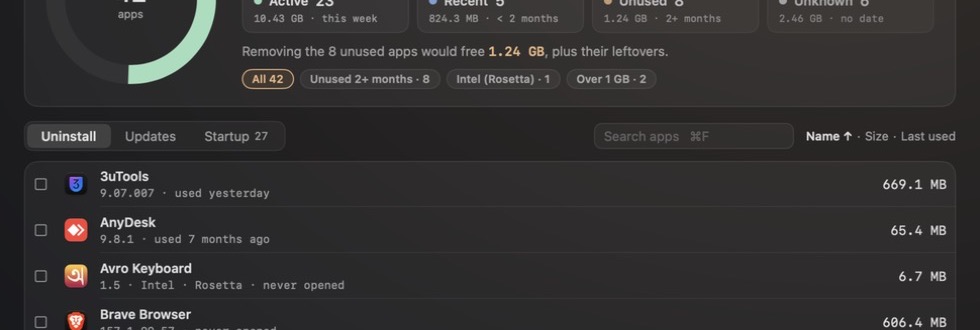 apps
Active 23
10.43 GB · this week
Recent 5
824.3 MB · < 2 months
Unused 8
1.24 GB · 2+ months
Unknown 6
2.46 GB · no date
Removing the 8 unused apps would free 1.24 GB, plus their leftovers.
All 42
Unused 2+ months · 8
Intel (Rosetta) · 1
Over 1 GB · 2
Uninstall
Updates
Startup 27
Search apps ⌘F
Name ↑ · Size · Last used
3uTools
669.1 MB
9.07.007 · used yesterday
AnyDesk
65.4 MB
9.8.1 · used 7 months ago
Avro Keyboard
6.7 MB
1.5 · Intel · Rosetta · never opened
Brave Browser
606.4 MB